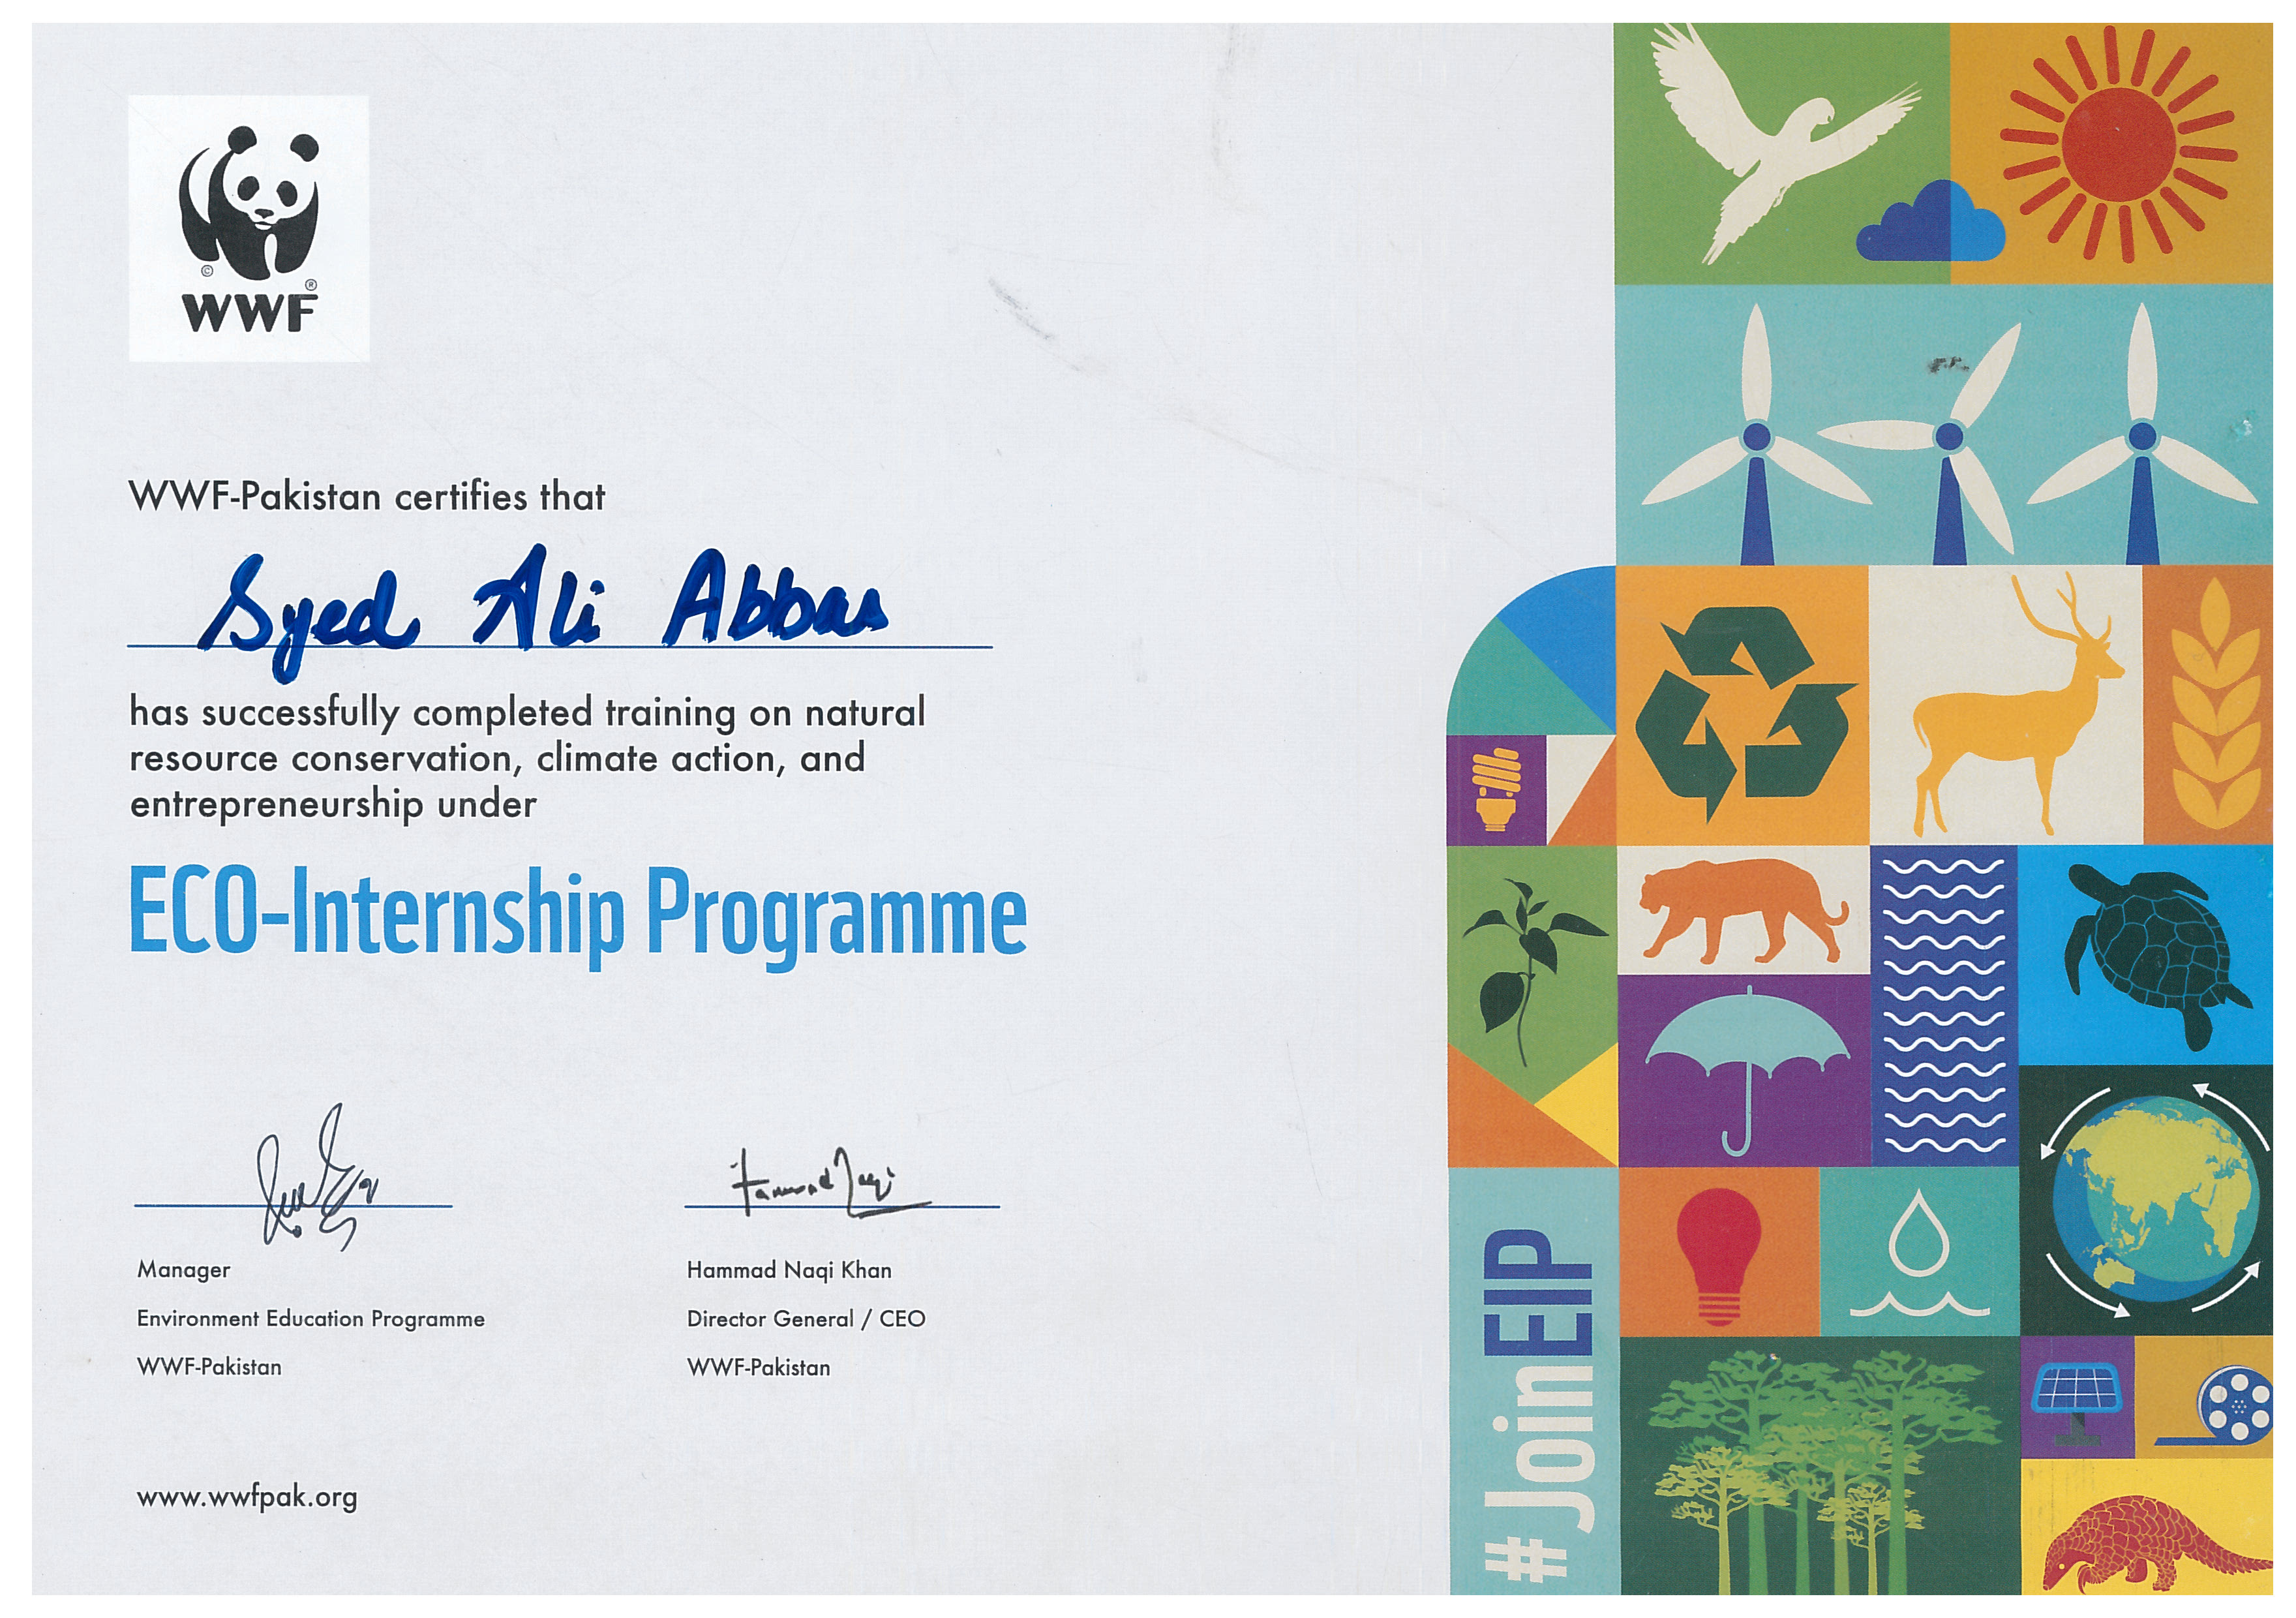 WWF
WWF-Pakistan certifies that
Syed Ali Abbas
has successfully completed training on natural
resource conservation, climate action, and
entrepreneurship under
ECO-Internship Programme
Hammad Naqi
Manager
Environment Education Programme
WWF-Pakistan
Hammad Naqi Khan
Director General / CEO
WWF-Pakistan
www.wwfpak.org
#JoinEIP